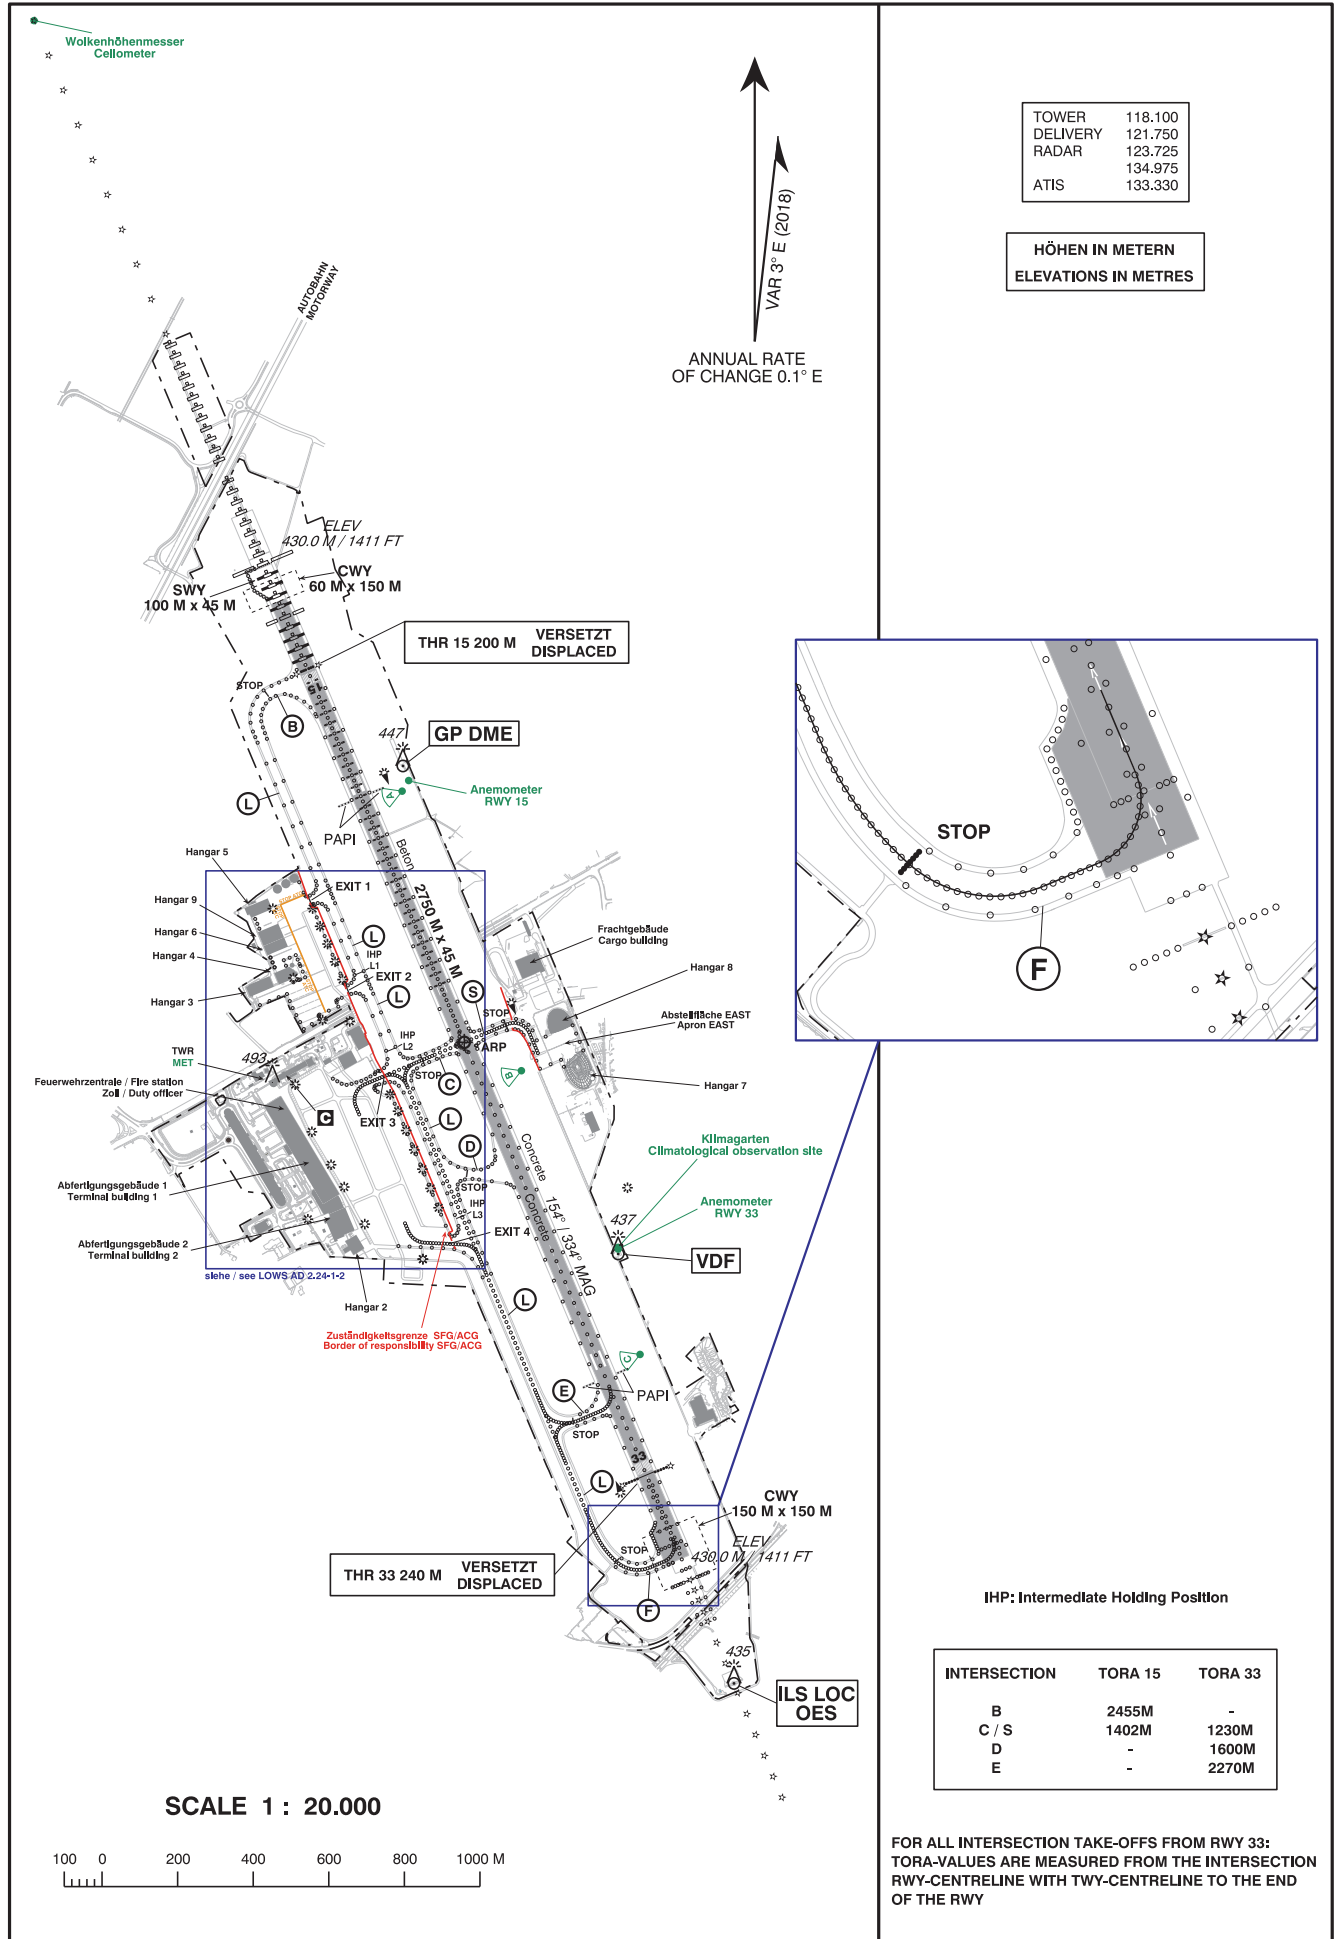 Wolkenhöhenmesser
Ceilometer
TOWER 118.100
DELIVERY 121.750
RADAR 123.725
134.975
ATIS 133.330
HÖHEN IN METERN
ELEVATIONS IN METRES
VAR 3° E (2018)
ANNUAL RATE
OF CHANGE 0.1° E
AUTOBAHN
MOTORWAY
ELEV
430.0 M / 1411 FT
CWY
60 M x 150 M
SWY
100 M x 45 M
THR 15 200 M VERSETZT
DISPLACED
STOP
15
B
447
GP DME
L
A
Anemometer
RWY 15
PAPI
Beton
2750 M x 45 M
Hangar 5
EXIT 1
Hangar 9
Hangar 6
Hangar 4
Hangar 3
L
IHP
L1
EXIT 2
L
Frachtgebäude
Cargo building
Hangar 8
S
STOP
Abstellfläche EAST
Apron EAST
IHP
L2
ARP
TWR
MET
493
Feuerwehrzentrale / Fire station
Zoll / Duty officer
C
STOP
C
B
Hangar 7
EXIT 3
L
D
STOP
Concrete
Concrete
154° / 334° MAG
Klimagarten
Climatological observation site
Anemometer
RWY 33
437
VDF
Abfertigungsgebäude 1
Terminal building 1
IHP
L3
EXIT 4
Abfertigungsgebäude 2
Terminal building 2
siehe / see LOWS AD 2.24-1-2
Hangar 2
L
Zuständigkeitsgrenze SFG/ACG
Border of responsibility SFG/ACG
C
E
PAPI
STOP
33
L
CWY
150 M x 150 M
STOP
ELEV
430.0 M / 1411 FT
THR 33 240 M VERSETZT
DISPLACED
F
435
ILS LOC
OES
STOP
F
IHP: Intermediate Holding Position
INTERSECTION TORA 15 TORA 33
B 2455M -
C / S 1402M 1230M
D - 1600M
E - 2270M
SCALE 1 : 20.000
100 0 200 400 600 800 1000 M
FOR ALL INTERSECTION TAKE-OFFS FROM RWY 33:
TORA-VALUES ARE MEASURED FROM THE INTERSECTION
RWY-CENTRELINE WITH TWY-CENTRELINE TO THE END
OF THE RWY